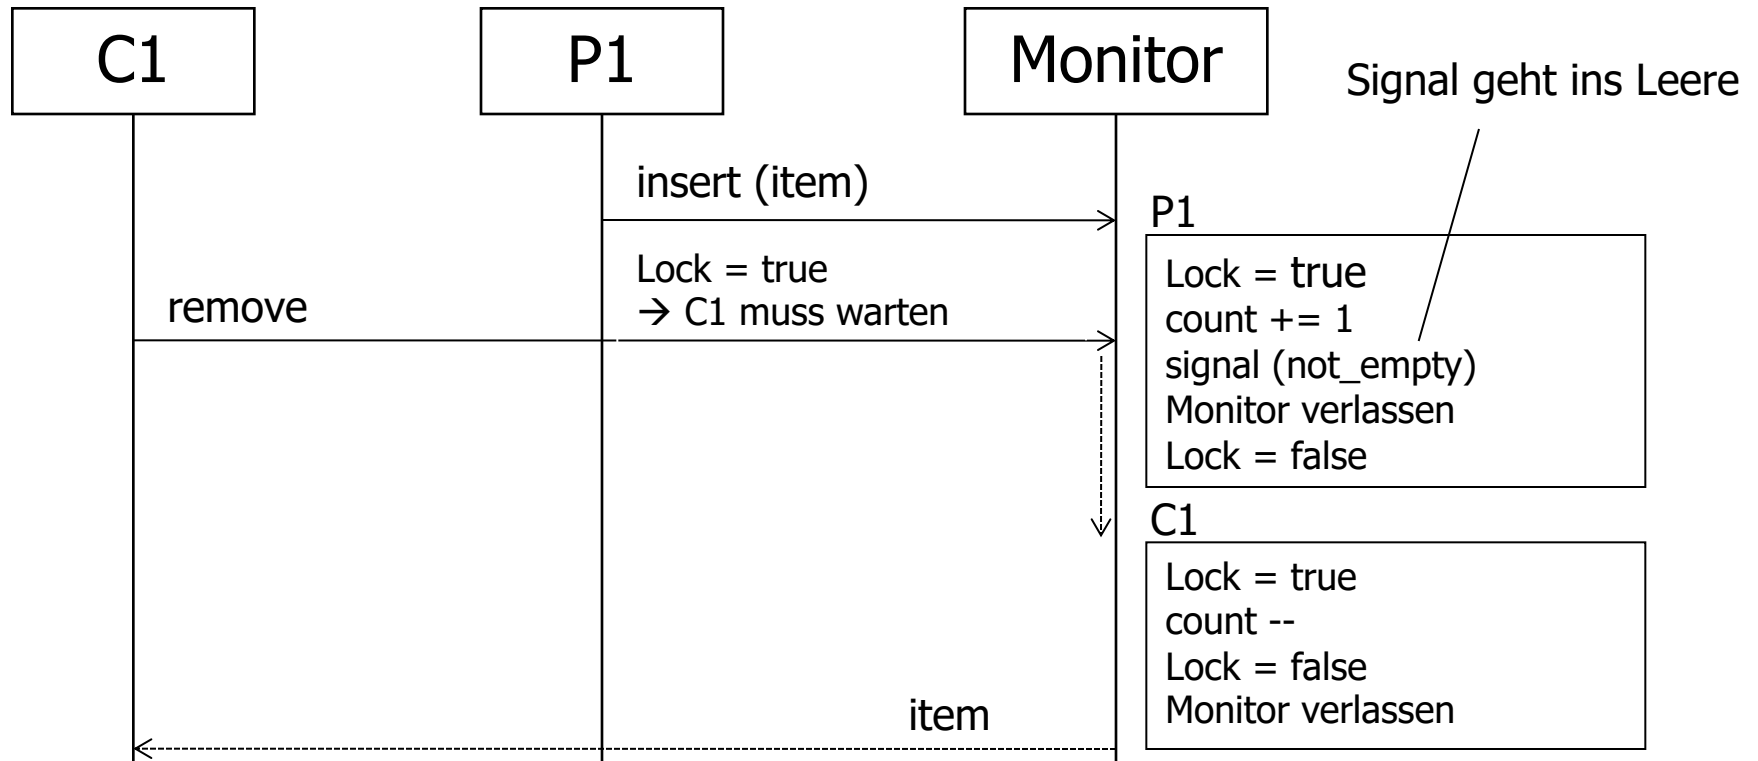 C1
P1
Monitor
Signal geht ins Leere
insert (item)
P1
Lock = true
→ C1 muss warten
remove
Lock = true
count += 1
signal (not_empty)
Monitor verlassen
Lock = false
C1
Lock = true
count --
Lock = false
Monitor verlassen
item